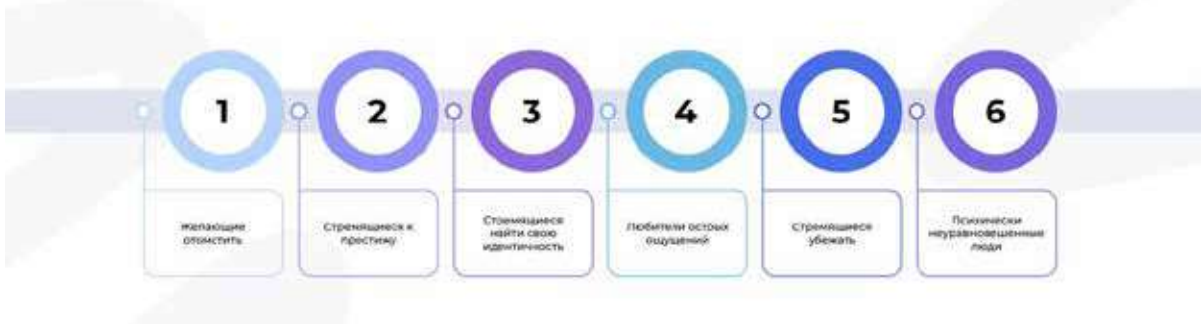 1
2
3
4
5
6
Желающие
отомстить
Стремящиеся к
престижу
Стремящиеся
найти свою
идентичность
Любители острых
ощущений
Стремящиеся
убежать
Психически
неуравновешенные
люди